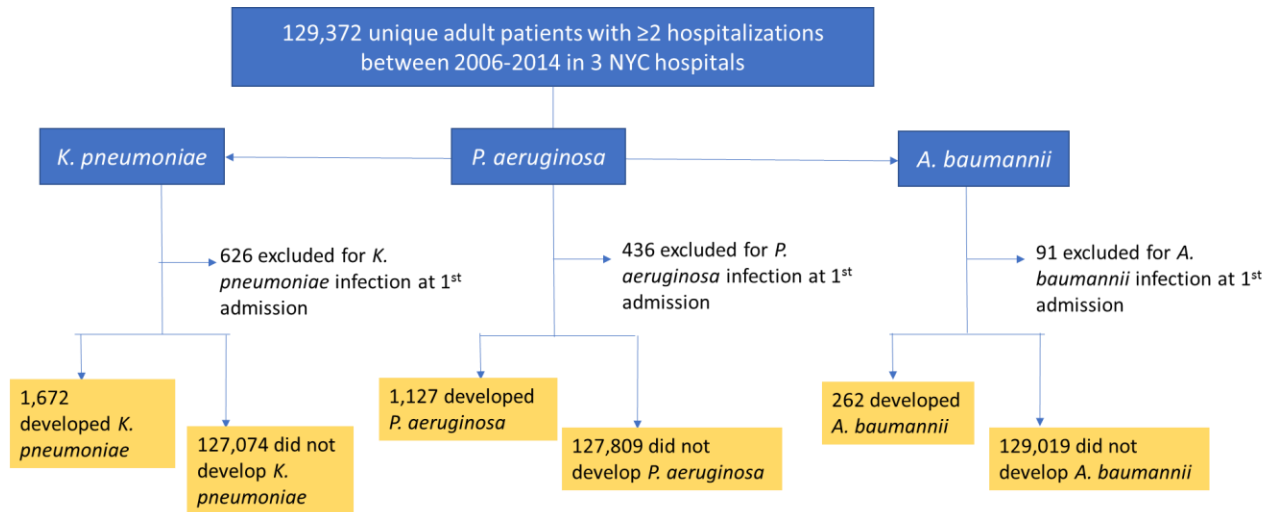 129,372 unique adult patients with ≥2 hospitalizations
between 2006-2014 in 3 NYC hospitals
K. pneumoniae
P. aeruginosa
A. baumannii
626 excluded for K.
pneumoniae infection at 1st
admission
436 excluded for P.
aeruginosa infection at 1st
admission
91 excluded for A.
baumannii infection at 1st
admission
1,672
developed K.
pneumoniae
127,074 did not
develop K.
pneumoniae
1,127 developed
P. aeruginosa
127,809 did not
develop P. aeruginosa
262 developed
A. baumannii
129,019 did not
develop A. baumannii